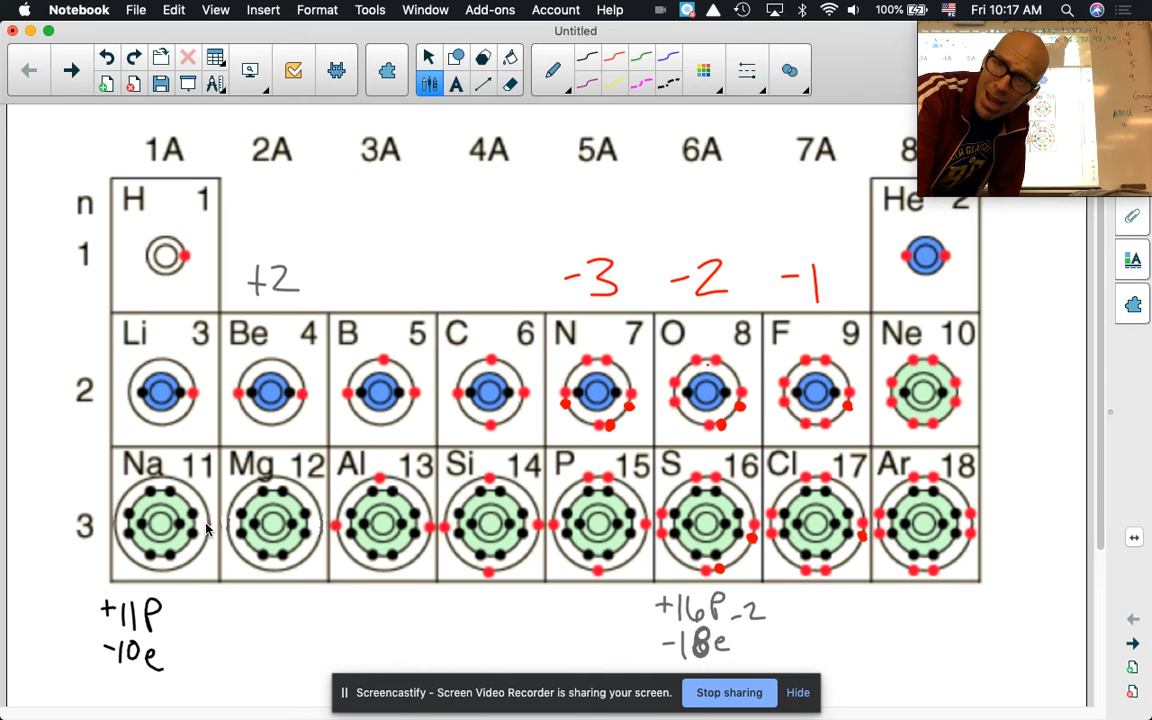 Notebook File Edit View Insert Format Tools Window Add-ons Account Help 100% Fri 10:17 AM
Untitled
1A 2A 3A 4A 5A 6A 7A 8
n H 1 He 2
1
+2 -3 -2 -1
Li 3 Be 4 B 5 C 6 N 7 O 8 F 9 Ne 10
2
Na 11 Mg 12 Al 13 Si 14 P 15 S 16 Cl 17 Ar 18
3
+11P +16P -2
-10e -18e
Screencastify - Screen Video Recorder is sharing your screen. Stop sharing Hide